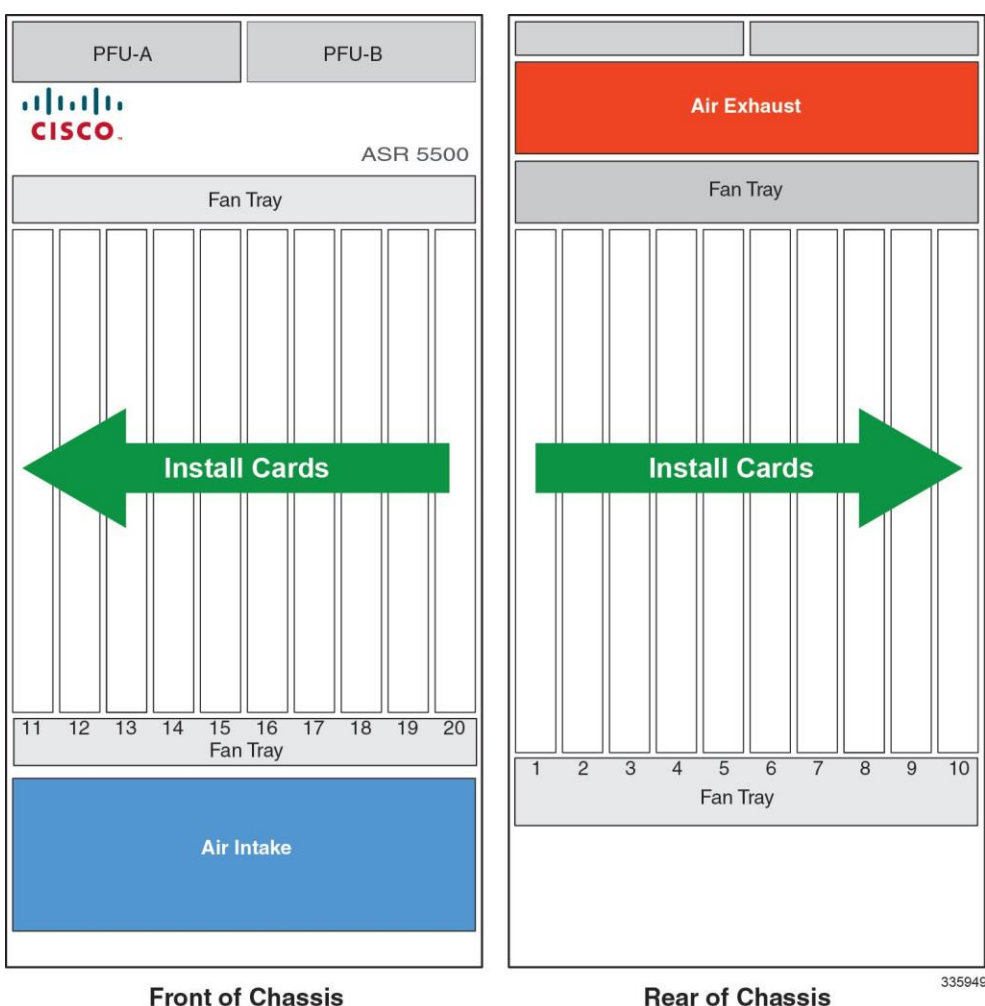 PFU-A PFU-B
CISCO
ASR 5500
Fan Tray
Install Cards
11 12 13 14 15 16 17 18 19 20
Fan Tray
Air Intake
Front of Chassis
Air Exhaust
Fan Tray
Install Cards
1 2 3 4 5 6 7 8 9 10
Fan Tray
Rear of Chassis
335949